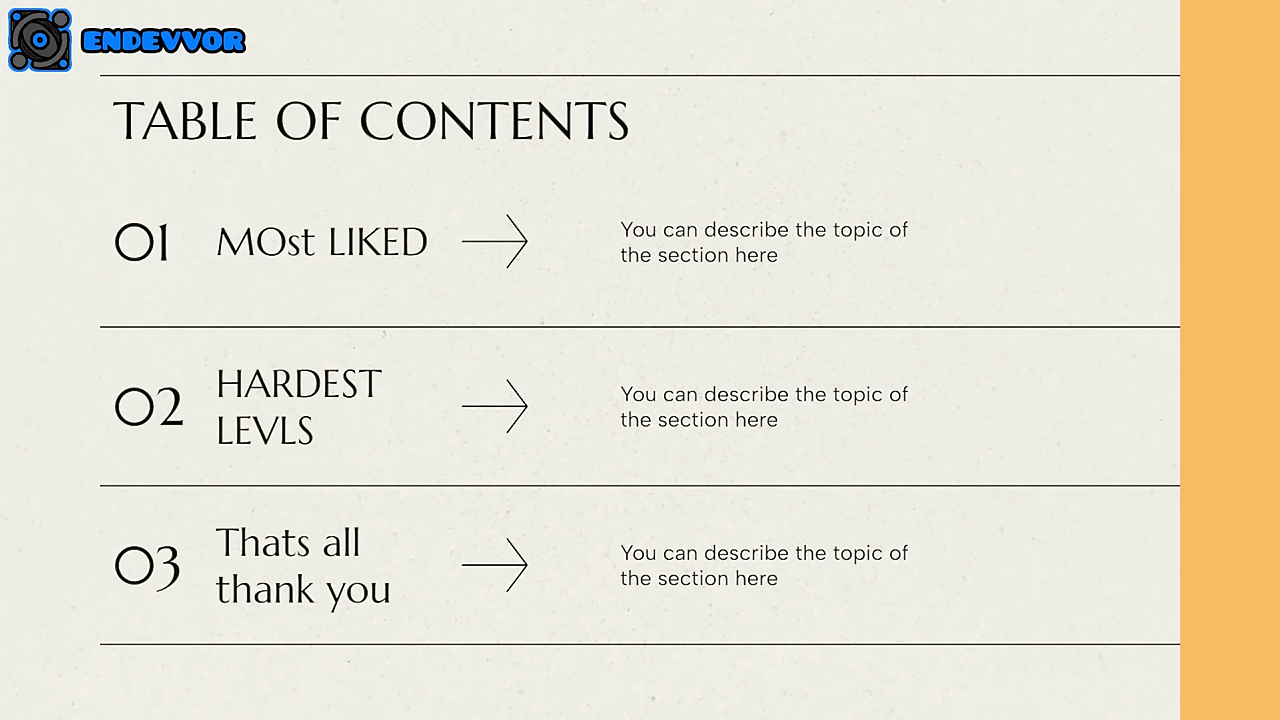 ENDEVVOR
TABLE OF CONTENTS
01 MOst LIKED You can describe the topic of
the section here
02 HARDEST
LEVLS
You can describe the topic of
the section here
03 Thats all
thank you
You can describe the topic of
the section here